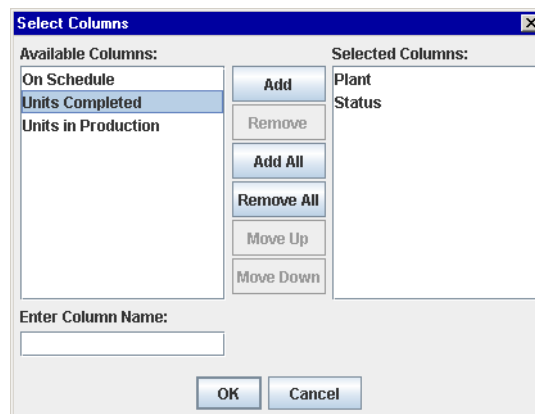 Select Columns
Available Columns:
On Schedule
Units Completed
Units in Production
Add
Remove
Add All
Remove All
Move Up
Move Down
Selected Columns:
Plant
Status
Enter Column Name:
OK
Cancel